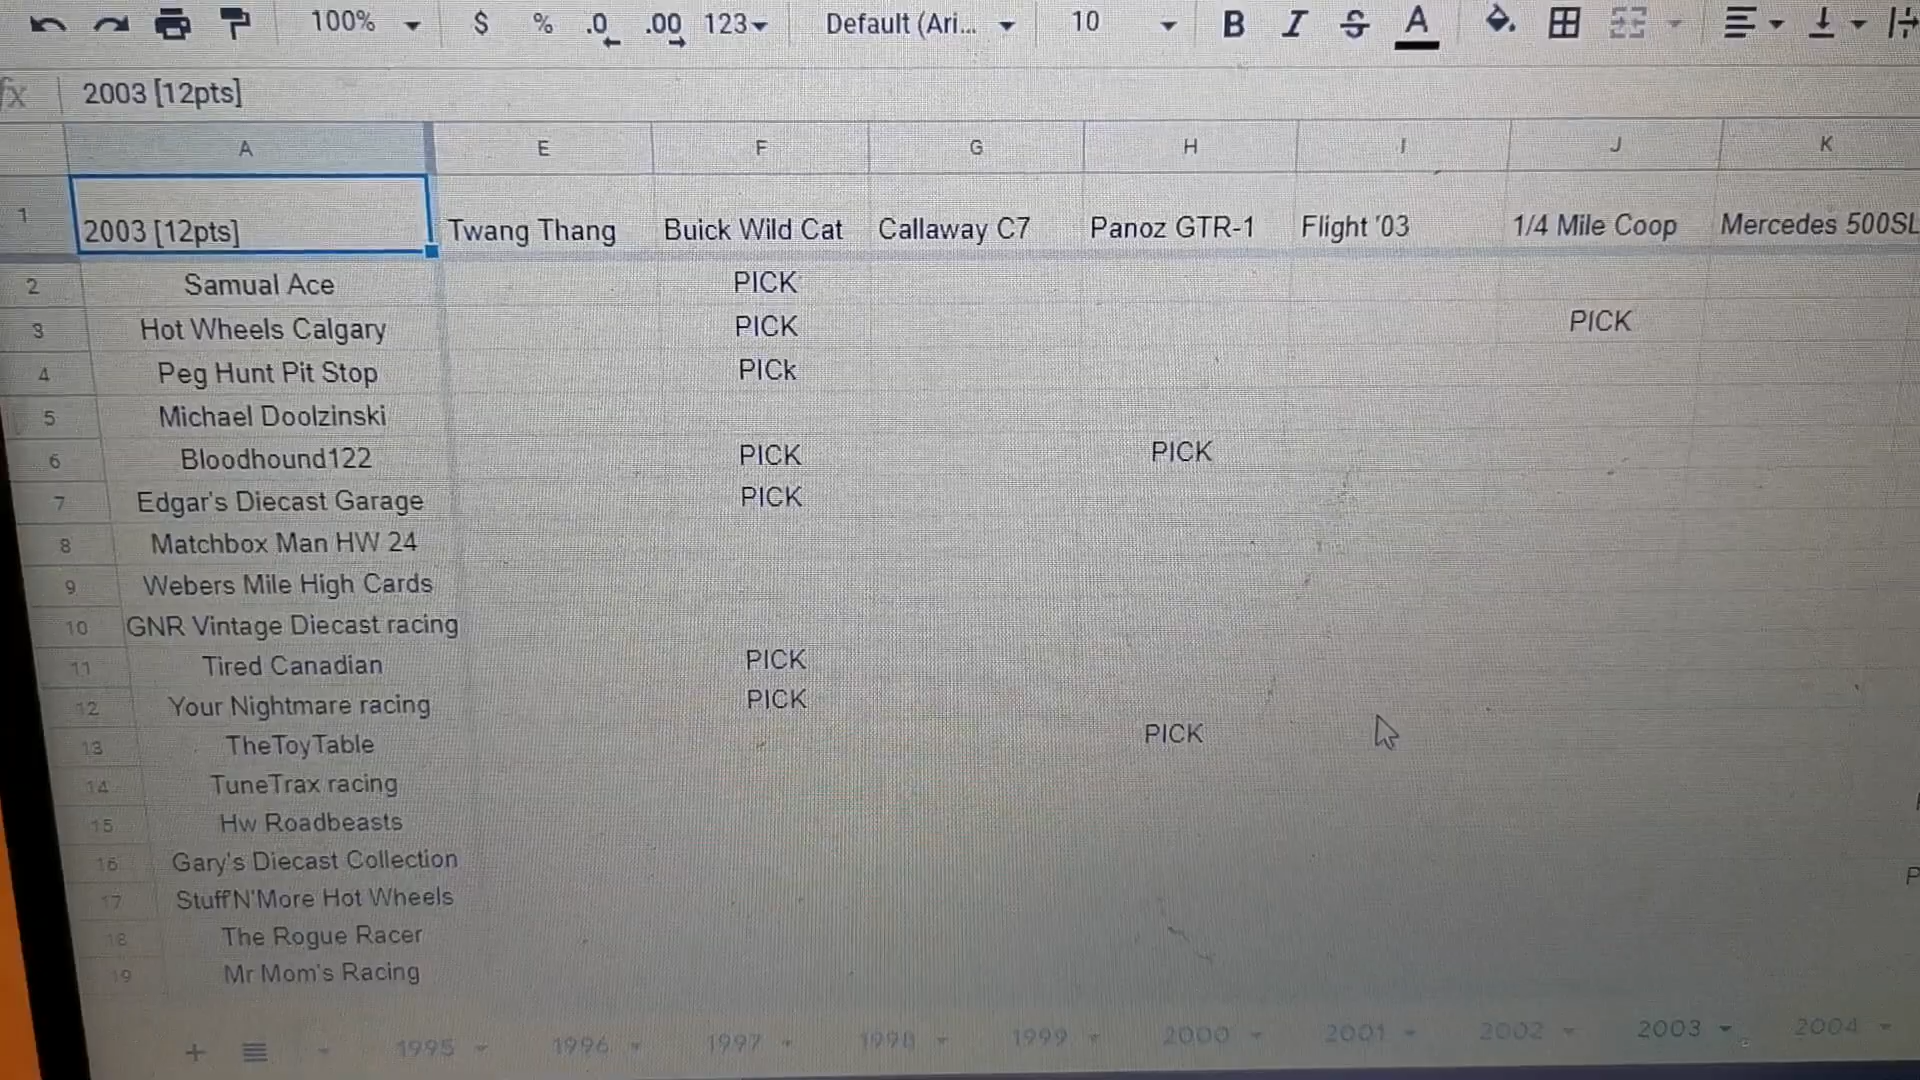 100% $ % .0 .00 123 Default (Ari... 10 B I S A
fx 2003 [12pts]
A E F G H I J K
1 2003 [12pts] Twang Thang Buick Wild Cat Callaway C7 Panoz GTR-1 Flight '03 1/4 Mile Coop Mercedes 500SL
2 Samual Ace PICK
3 Hot Wheels Calgary PICK PICK
4 Peg Hunt Pit Stop PICk
5 Michael Doolzinski
6 Bloodhound122 PICK PICK
7 Edgar's Diecast Garage PICK
8 Matchbox Man HW 24
9 Webers Mile High Cards
10 GNR Vintage Diecast racing
11 Tired Canadian PICK
12 Your Nightmare racing PICK
13 TheToyTable PICK
14 TuneTrax racing
15 Hw Roadbeasts
16 Gary's Diecast Collection
17 StuffN'More Hot Wheels
18 The Rogue Racer
19 Mr Mom's Racing
+ 1995 1996 1997 1998 1999 2000 2001 2002 2003 2004